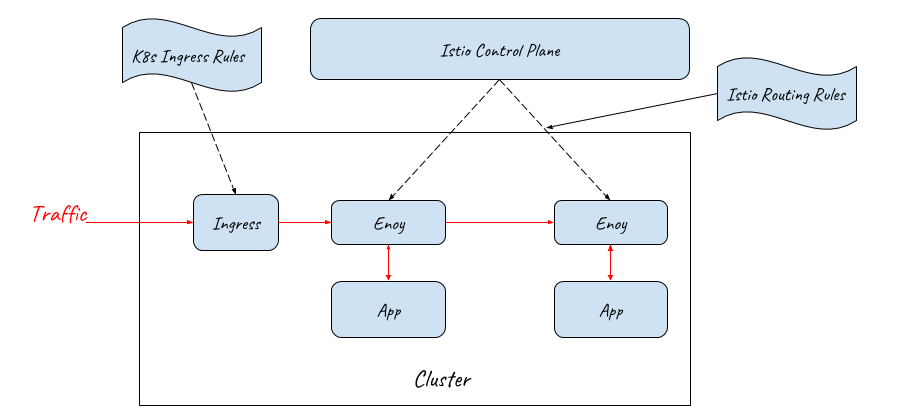 K8s Ingress Rules
Istio Control Plane
Istio Routing Rules
Traffic
Ingress
Enoy
Enoy
App
App
Cluster